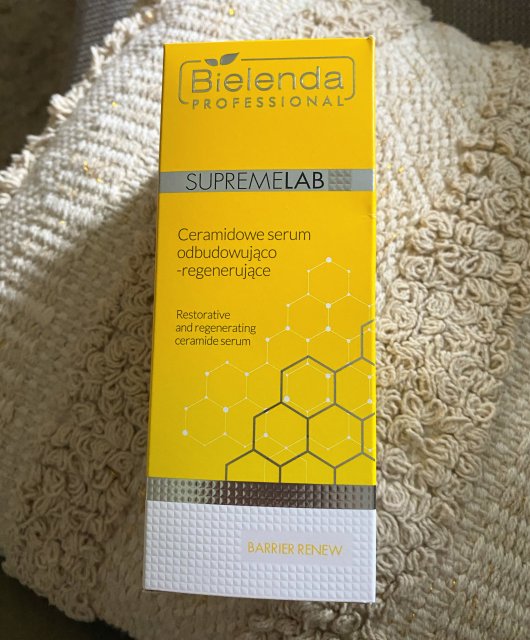 Bielenda
PROFESSIONAL
SUPREMELAB
Ceramidowe serum
odbudowująco
-regenerujące
Restorative
and regenerating
ceramide serum
BARRIER RENEW